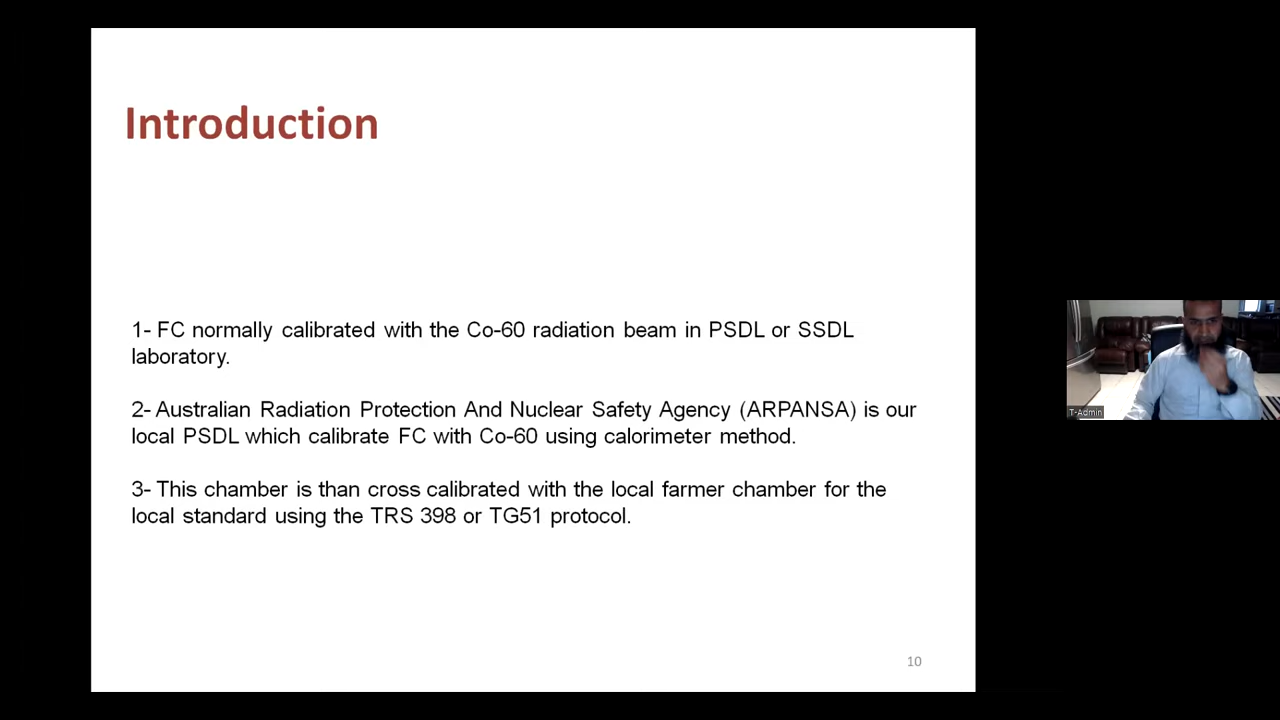 Introduction
1- FC normally calibrated with the Co-60 radiation beam in PSDL or SSDL
laboratory.
2- Australian Radiation Protection And Nuclear Safety Agency (ARPANSA) is our
local PSDL which calibrate FC with Co-60 using calorimeter method.
3- This chamber is than cross calibrated with the local farmer chamber for the
local standard using the TRS 398 or TG51 protocol.
10
T-Admin